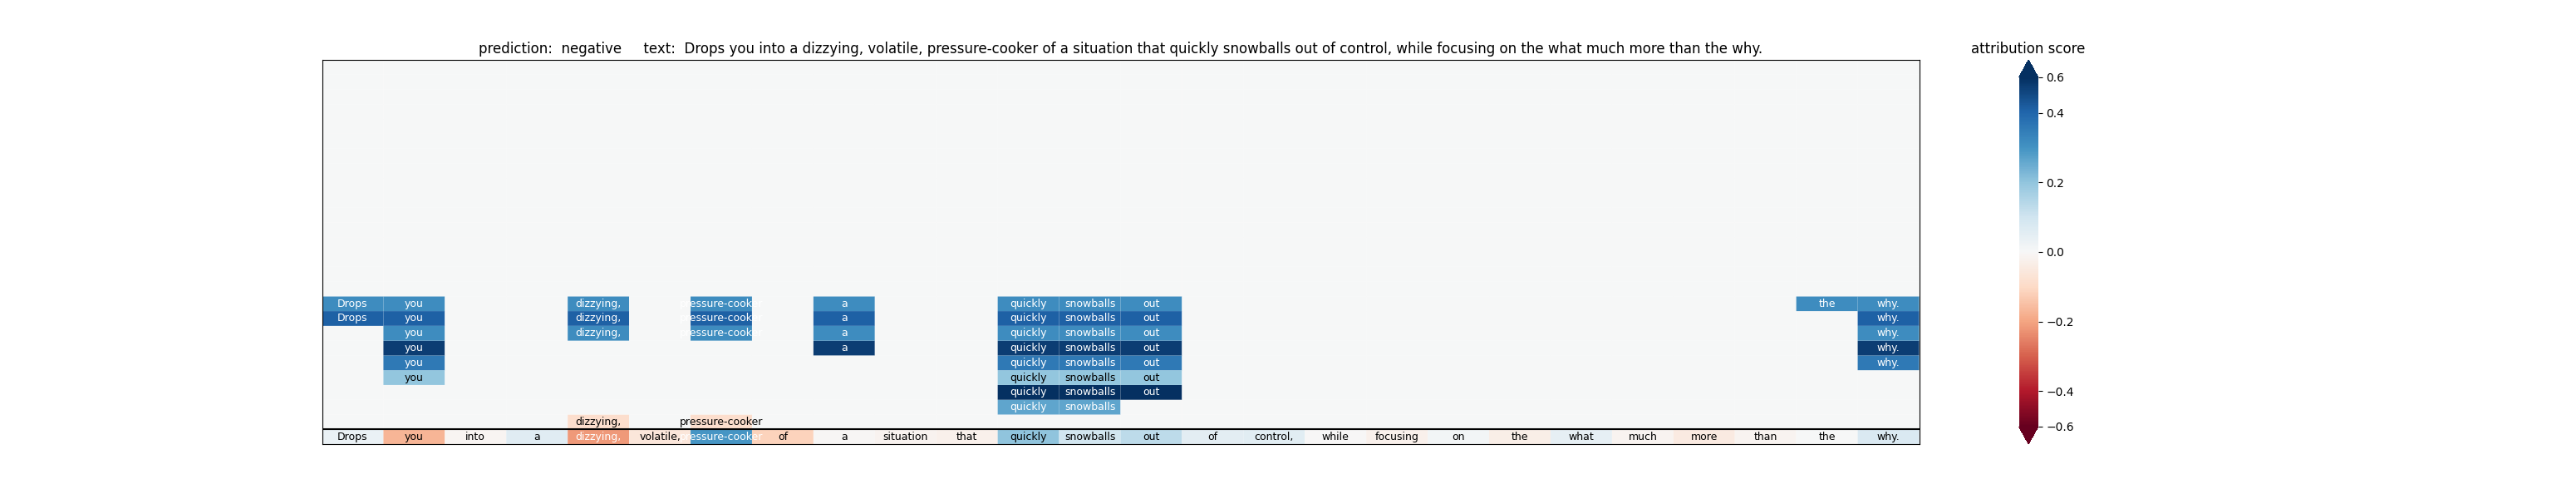 prediction: negative text: Drops you into a dizzying, volatile, pressure-cooker of a situation that quickly snowballs out of control, while focusing on the what much more than the why.
attribution score
0.6
0.4
0.2
0.0
−0.2
−0.4
−0.6
Drops you dizzying, essure-cook a quickly snowballs out the why.
Drops you dizzying, essure-cook a quickly snowballs out why.
you dizzying, essure-cook a quickly snowballs out why.
you a quickly snowballs out why.
you quickly snowballs out why.
you quickly snowballs out
quickly snowballs out
quickly snowballs
dizzying, pressure-cooker
Drops you into a dizzying, volatile, essure-cook of a situation that quickly snowballs out of control, while focusing on the what much more than the why.